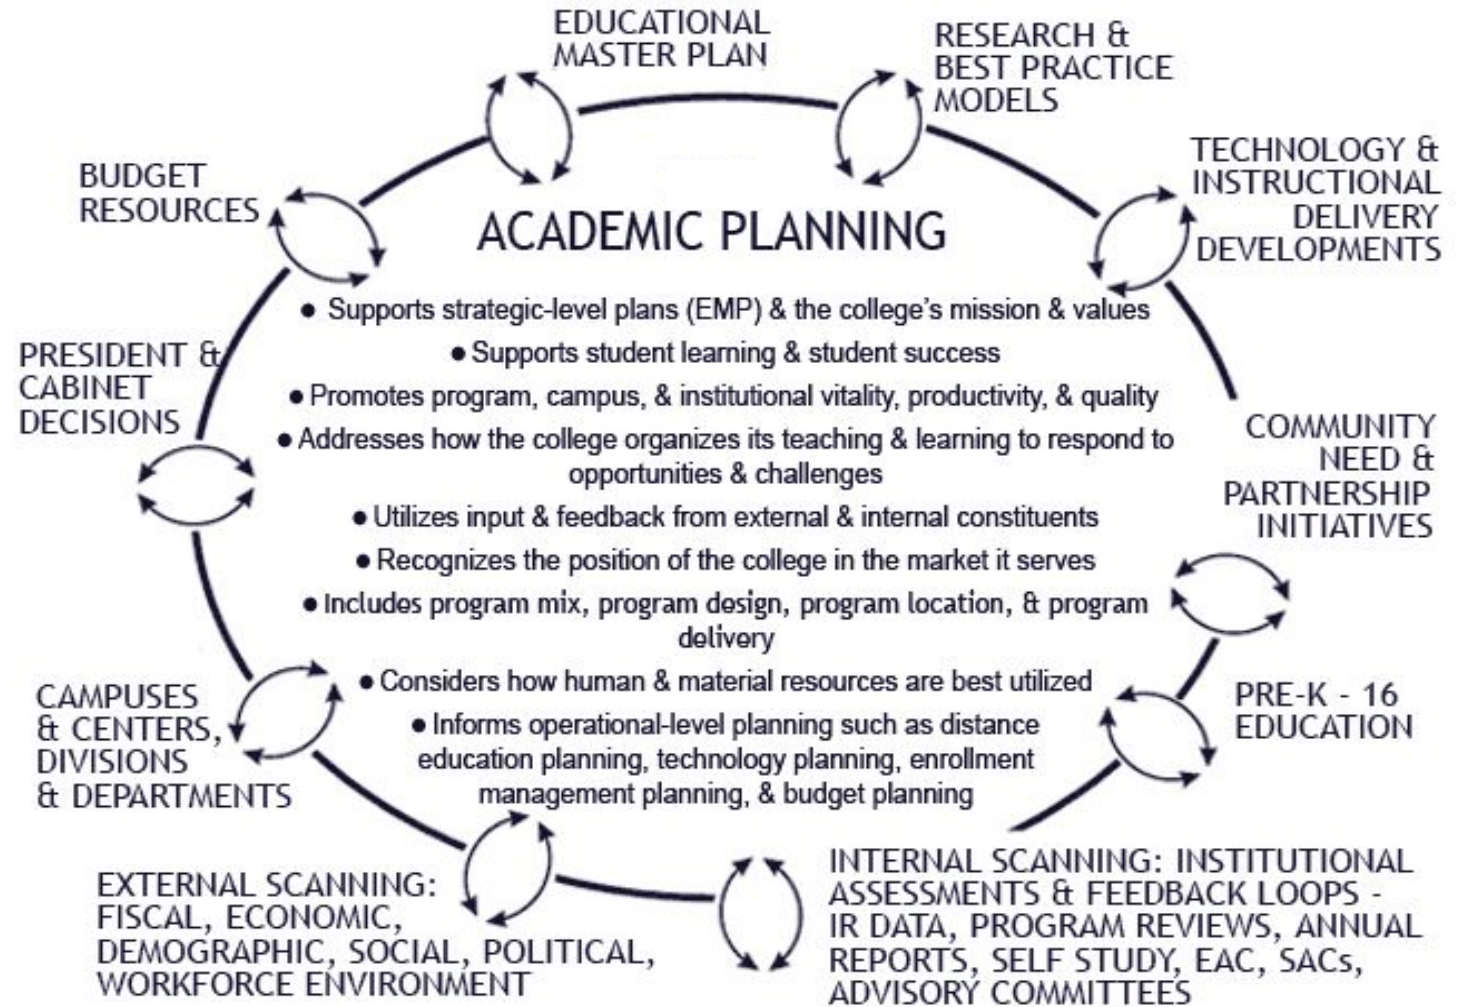 EDUCATIONAL
MASTER PLAN
RESEARCH &
BEST PRACTICE
MODELS
TECHNOLOGY &
INSTRUCTIONAL
DELIVERY
DEVELOPMENTS
COMMUNITY
NEED &
PARTNERSHIP
INITIATIVES
PRE-K - 16
EDUCATION
INTERNAL SCANNING: INSTITUTIONAL
ASSESSMENTS & FEEDBACK LOOPS -
IR DATA, PROGRAM REVIEWS, ANNUAL
REPORTS, SELF STUDY, EAC, SACs,
ADVISORY COMMITTEES
EXTERNAL SCANNING:
FISCAL, ECONOMIC,
DEMOGRAPHIC, SOCIAL, POLITICAL,
WORKFORCE ENVIRONMENT
CAMPUSES
& CENTERS,
DIVISIONS
& DEPARTMENTS
PRESIDENT &
CABINET
DECISIONS
BUDGET
RESOURCES
ACADEMIC PLANNING
● Supports strategic-level plans (EMP) & the college's mission & values
● Supports student learning & student success
● Promotes program, campus, & institutional vitality, productivity, & quality
● Addresses how the college organizes its teaching & learning to respond to
opportunities & challenges
● Utilizes input & feedback from external & internal constituents
● Recognizes the position of the college in the market it serves
● Includes program mix, program design, program location, & program
delivery
● Considers how human & material resources are best utilized
● Informs operational-level planning such as distance
education planning, technology planning, enrollment
management planning, & budget planning